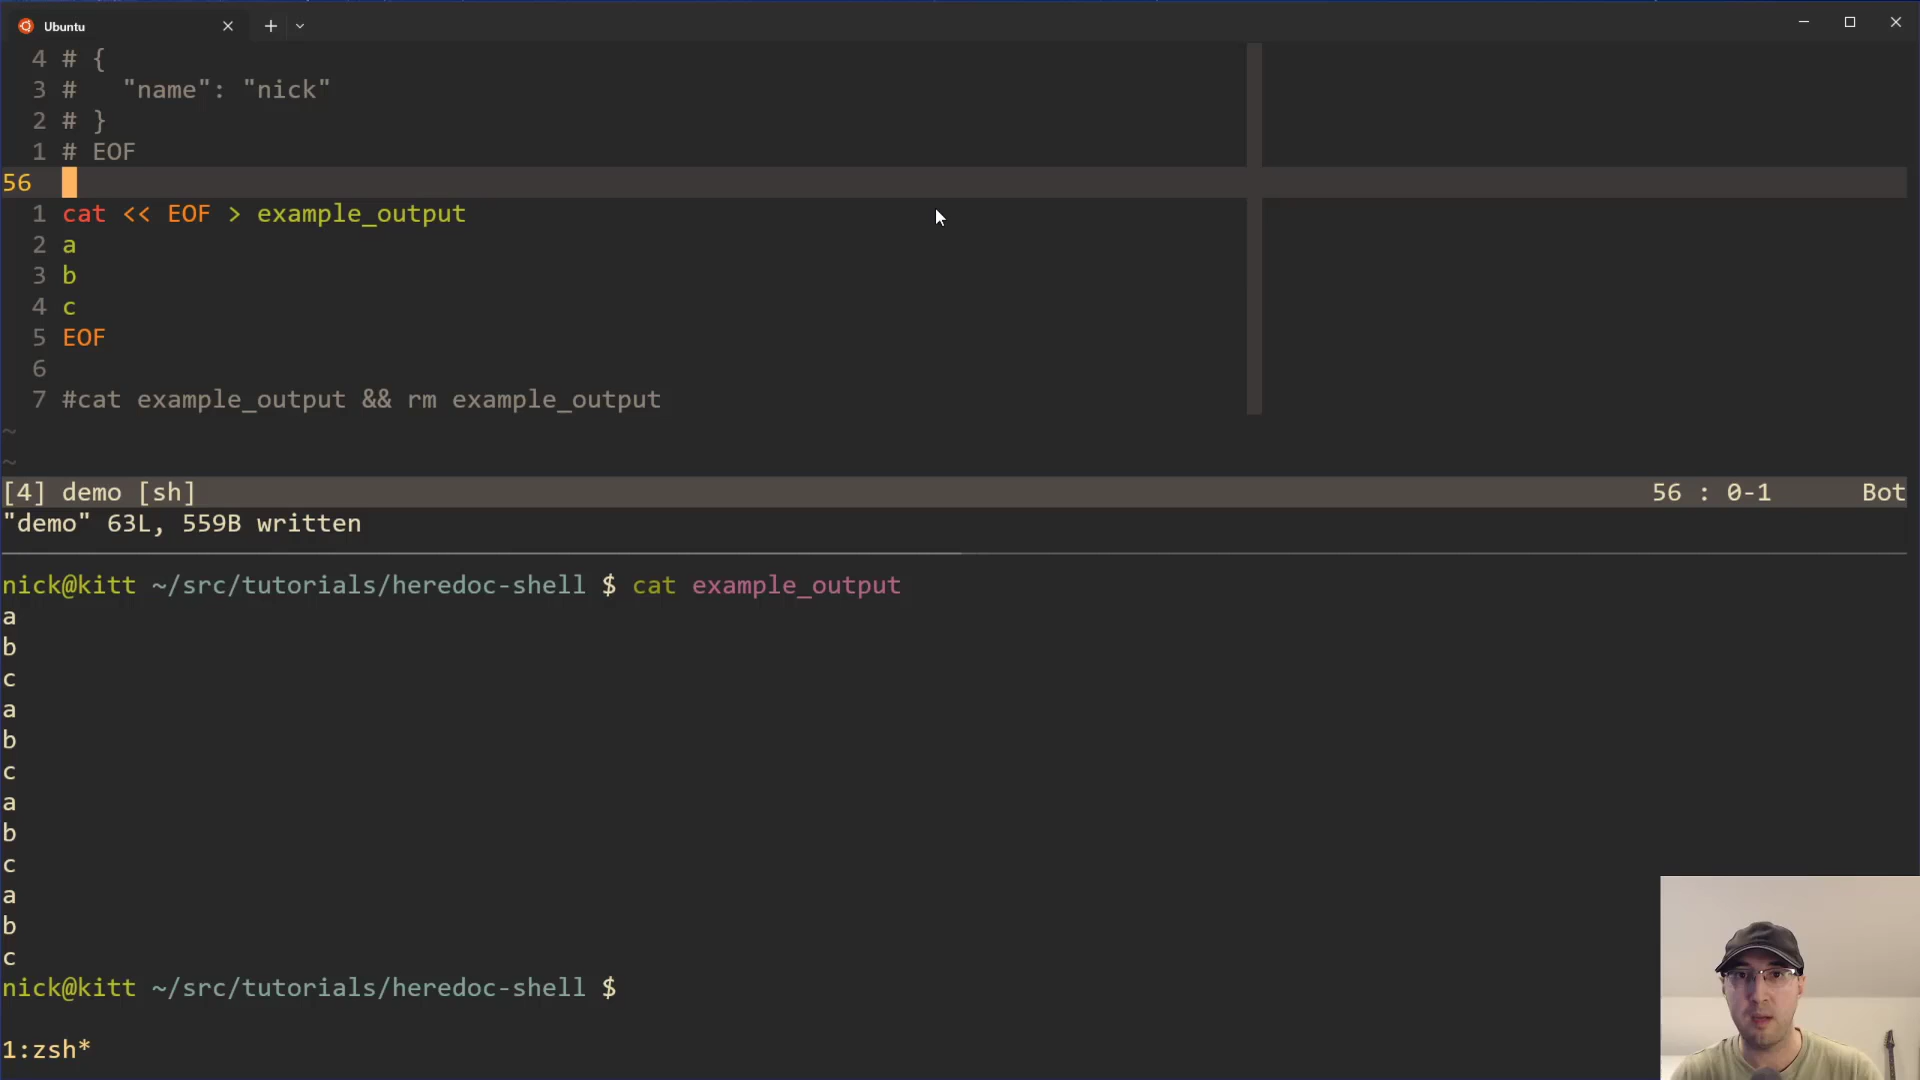 Ubuntu
4 # {
3 #   "name": "nick"
2 # }
1 # EOF
56
1 cat << EOF > example_output
2 a
3 b
4 c
5 EOF
6
7 #cat example_output && rm example_output
~
~
[4] demo [sh] 56 : 0-1 Bot
"demo" 63L, 559B written
nick@kitt ~/src/tutorials/heredoc-shell $ cat example_output
a
b
c
a
b
c
a
b
c
a
b
c
nick@kitt ~/src/tutorials/heredoc-shell $
1:zsh*